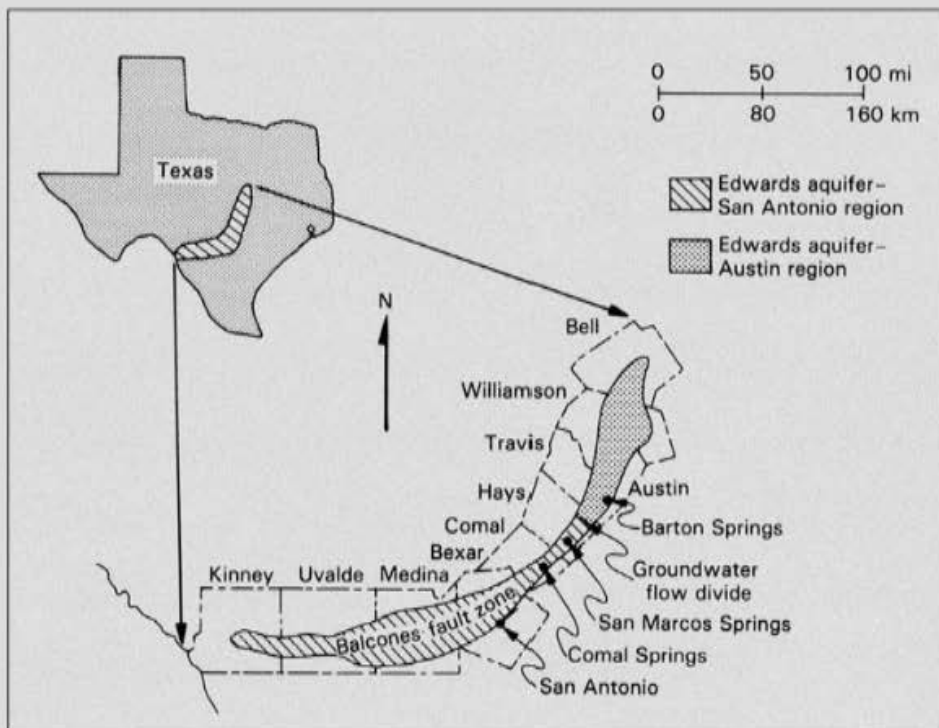 0 50 100 mi
0 80 160 km
Texas
Edwards aquifer–
San Antonio region
Edwards aquifer–
Austin region
N
Bell
Williamson
Travis
Hays
Comal
Bexar
Austin
Barton Springs
Groundwater
flow divide
San Marcos Springs
Comal Springs
San Antonio
Kinney Uvalde Medina
Balcones fault zone